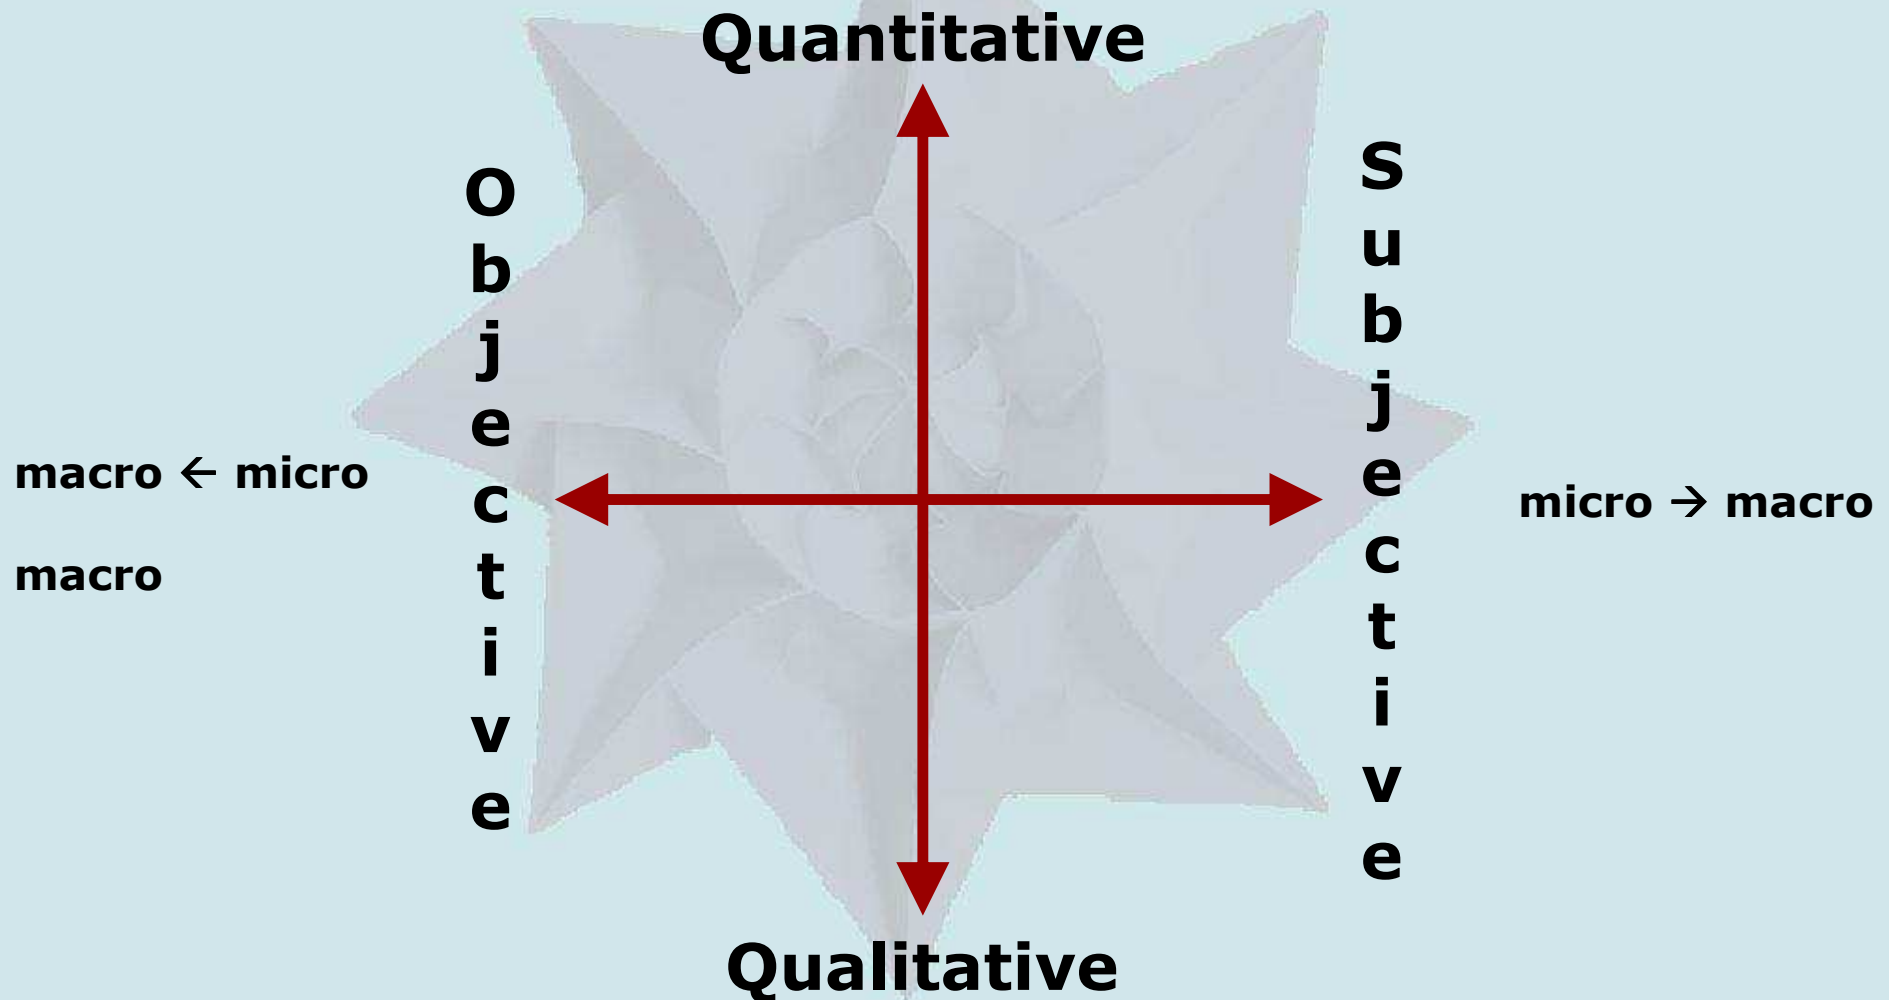 Quantitative
Objective
Subjective
macro ← micro
micro → macro
macro
Qualitative